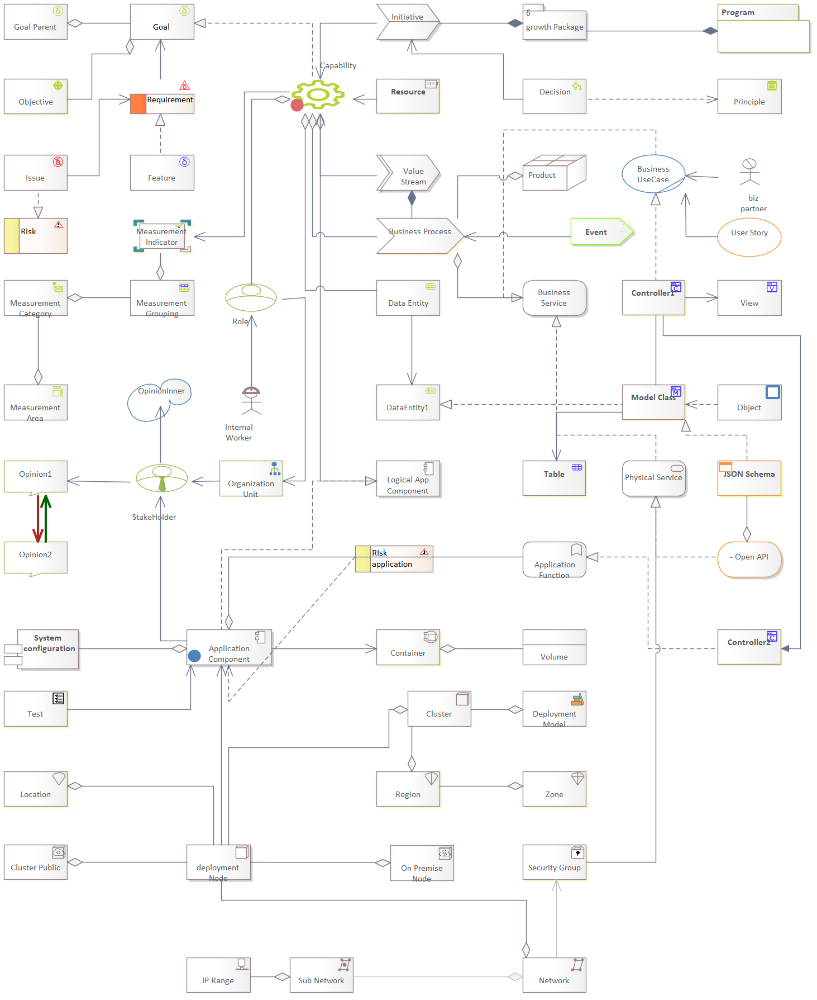 Goal Parent
δ
Goal
δ
Initiative
δ
growth Package
Program
Capability
Objective
δ
Requirement
Resource
Decision
Principle
Issue
δ
Feature
δ
Value
Stream
Product
Business
UseCase
biz
partner
RIsk
Measurement
Indicator
Business Process
Event
User Story
Measurement
Category
Measurement
Grouping
Role
Data Entity
Business
Service
Controller1
C
View
V
Measurement
Area
OpinionInner
Internal
Worker
DataEntity1
Model Class
M
Object
Opinion1
StakeHolder
Organization
Unit
Logical App
Component
Table
Physical Service
JSON Schema
Opinion2
RIsk
application
Application
Function
- Open API
System
configuration
Application
Component
Container
Volume
Controller2
C
Test
Cluster
Deployment
Model
Location
Region
Zone
Cluster Public
deployment
Node
On Premise
Node
Security Group
IP Range
Sub Network
Network